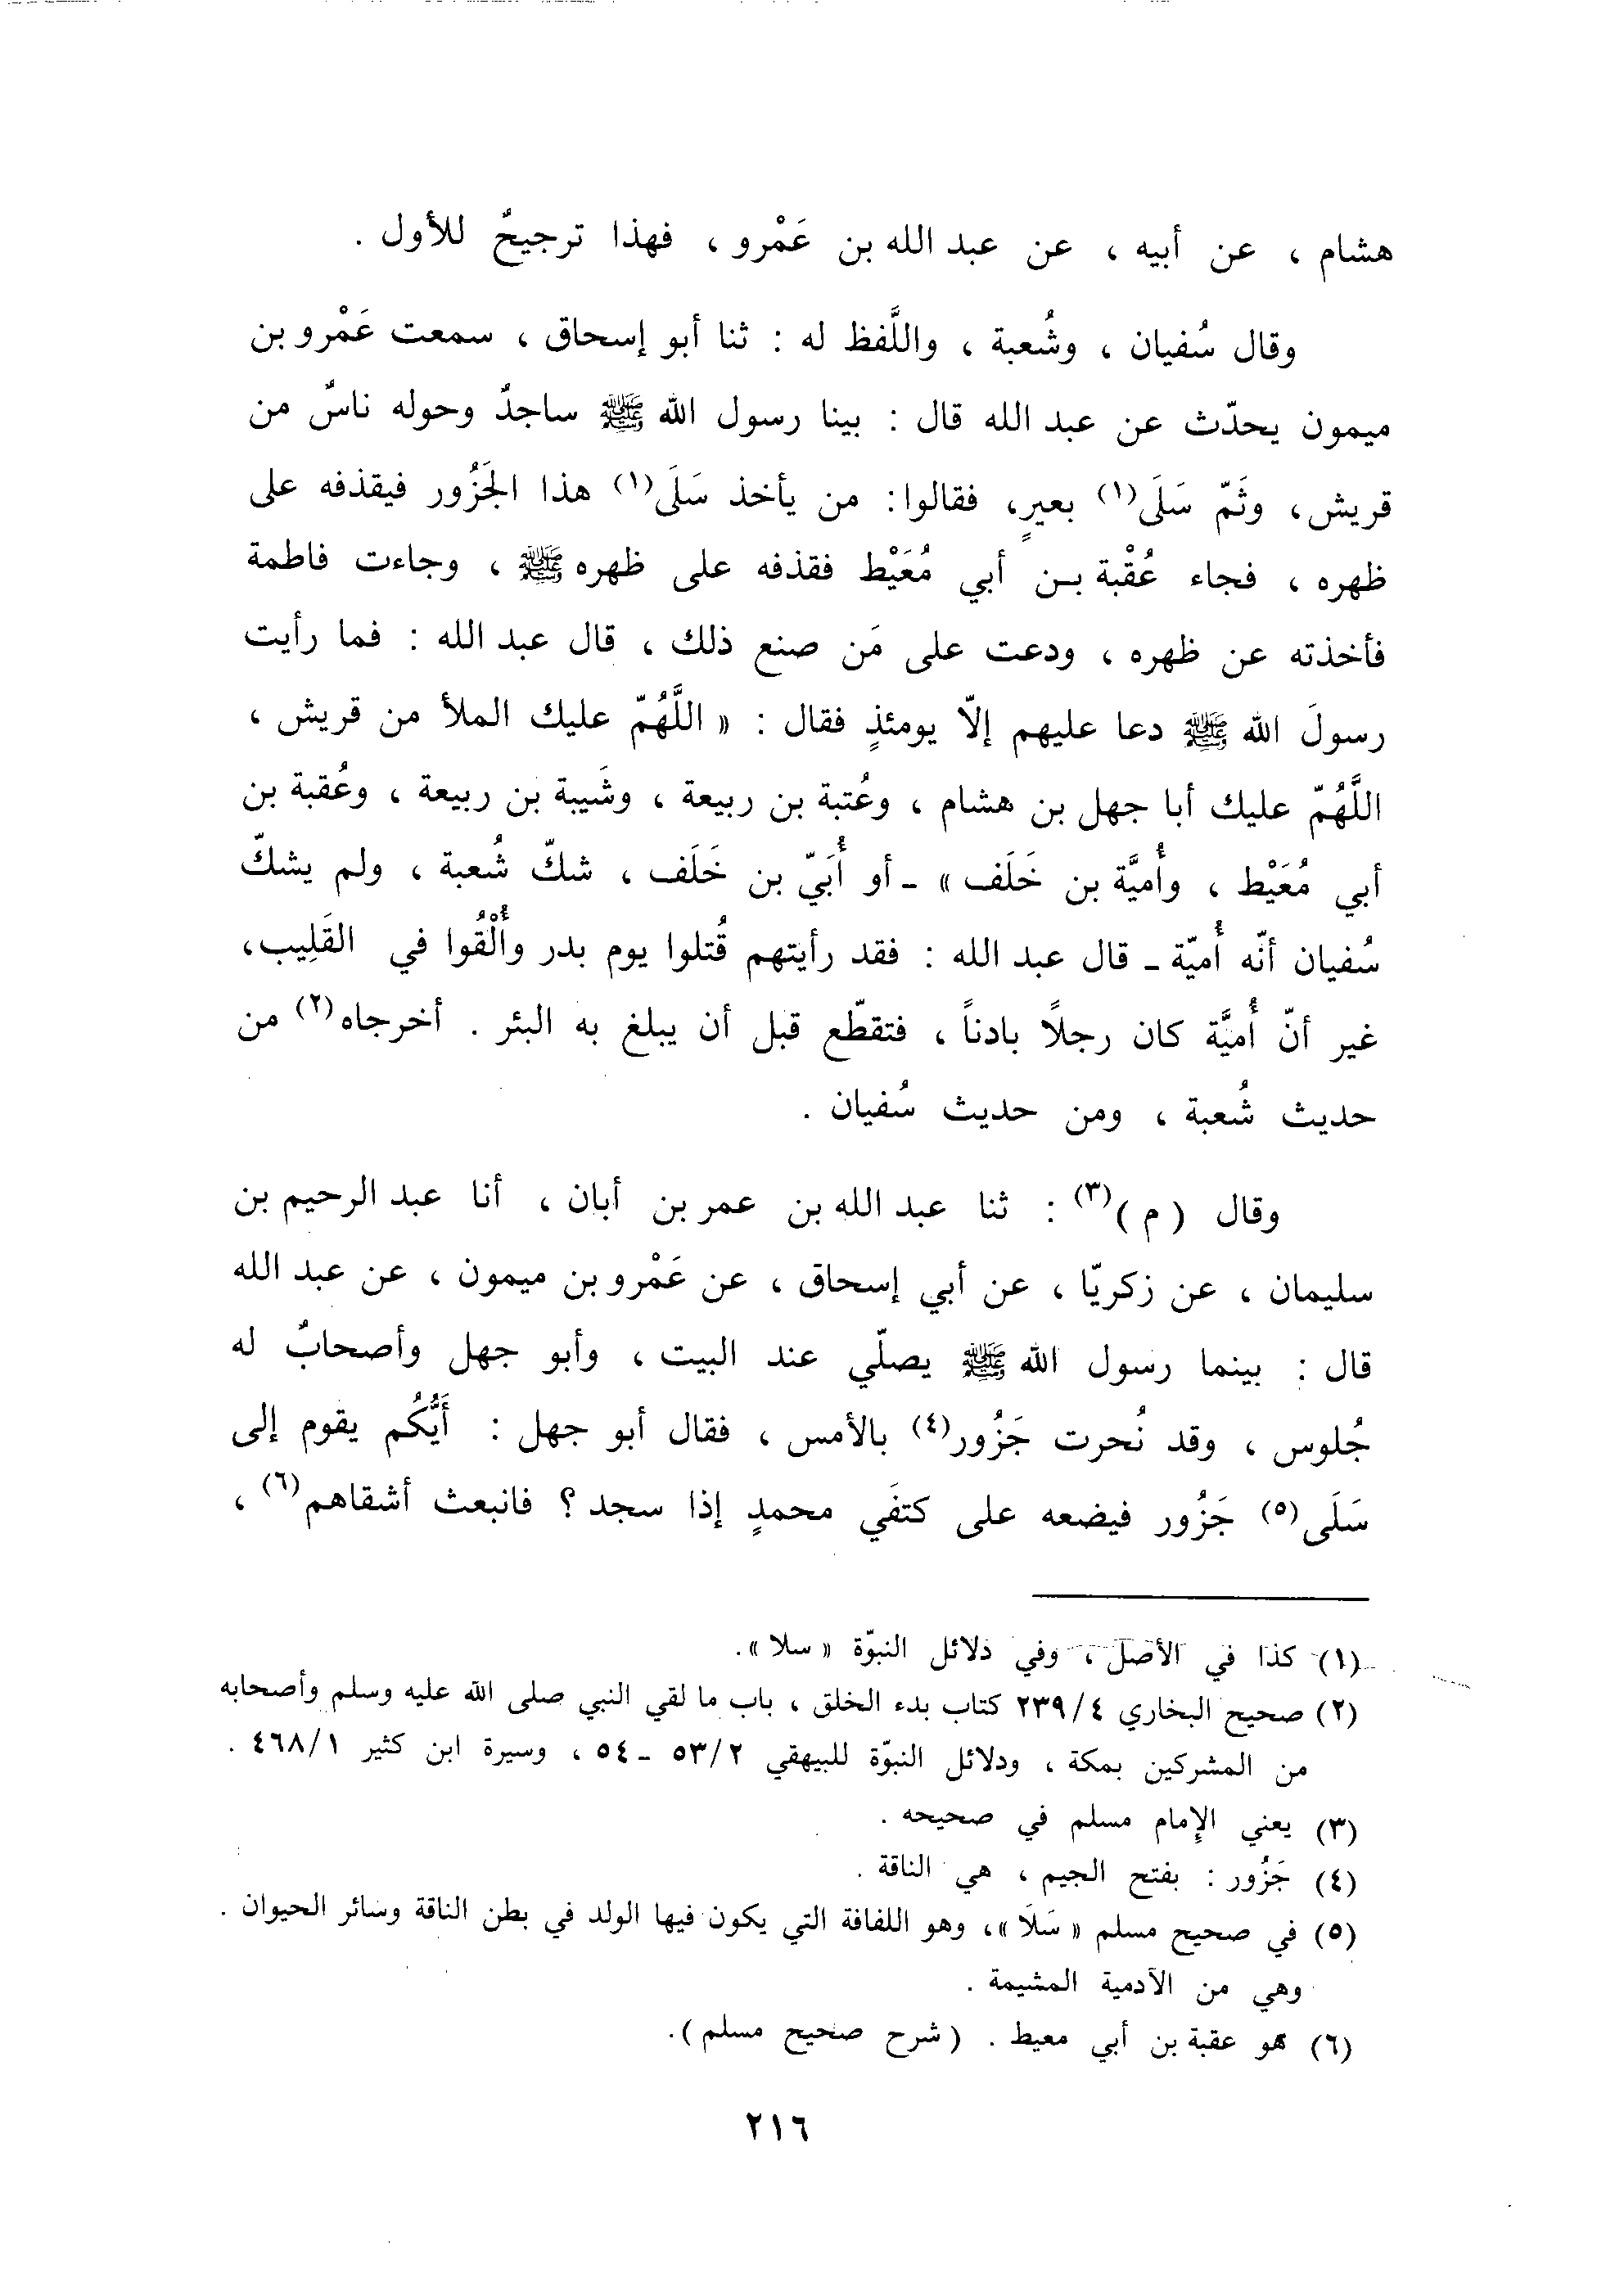 هشام ، عن أبيه ، عن عبد الله بن عَمْرو ، فهذا ترجيحٌ للأول .
وقال سُفيان ، وشُعبة ، واللَّفظ له : ثنا أبو إسحاق ، سمعت عَمْرو بن
ميمون يحدّث عن عبد الله قال : بينا رسول الله ﷺ ساجدٌ وحوله ناسٌ من
قريش، وثَمّ سَلَى(١) بعيرٍ، فقالوا: من يأخذ سَلَى(١) هذا الجَزُور فيقذفه على
ظهره ، فجاء عُقْبة بن أبي مُعَيْط فقذفه على ظهره ﷺ ، وجاءت فاطمة
فأخذته عن ظهره ، ودعت على مَن صنع ذلك ، قال عبد الله : فما رأيت
رسولَ الله ﷺ دعا عليهم إلاّ يومئذٍ فقال : « اللَّهُمّ عليك الملأ من قريش ،
اللَّهُمّ عليك أبا جهل بن هشام ، وعُتبة بن ربيعة ، وشَيبة بن ربيعة ، وعُقبة بن
أبي مُعَيْط ، وأُميَّة بن خَلَف » ـ أو أُبَيّ بن خَلَف ، شكّ شُعبة ، ولم يشكّ
سُفيان أنّه أُميّة ـ قال عبد الله : فقد رأيتهم قُتلوا يوم بدر وأُلْقُوا في القَلِيب،
غير أنّ أُميَّة كان رجلاً بادناً ، فتقطّع قبل أن يبلغ به البئر . أخرجاه(٢) من
حديث شُعبة ، ومن حديث سُفيان .
وقال ( م )(٣) : ثنا عبد الله بن عمر بن أبان ، أنا عبد الرحيم بن
سليمان ، عن زكريّا ، عن أبي إسحاق ، عن عَمْرو بن ميمون ، عن عبد الله
قال : بينما رسول الله ﷺ يصلّي عند البيت ، وأبو جهل وأصحابٌ له
جُلوس ، وقد نُحرت جَزُور(٤) بالأمس ، فقال أبو جهل : أَيُّكُم يقوم إلى
سَلَى(٥) جَزُور فيضعه على كتفَي محمدٍ إذا سجد ؟ فانبعث أشقاهم(٦) ،
(١) كذا في الأصل ، وفي دلائل النبوّة « سلا ».
(٢) صحيح البخاري ٢٣٩/٤ كتاب بدء الخلق ، باب ما لقي النبي صلى الله عليه وسلم وأصحابه
من المشركين بمكة ، ودلائل النبوّة للبيهقي ٥٣/٢ ـ ٥٤ ، وسيرة ابن كثير ٤٦٨/١ .
(٣) يعني الإمام مسلم في صحيحه .
(٤) جَزُور : بفتح الجيم ، هي الناقة .
(٥) في صحيح مسلم « سَلَا »، وهو اللفافة التي يكون فيها الولد في بطن الناقة وسائر الحيوان .
وهي من الآدمية المشيمة .
(٦) هو عقبة بن أبي معيط . (شرح صحيح مسلم).
٢١٦